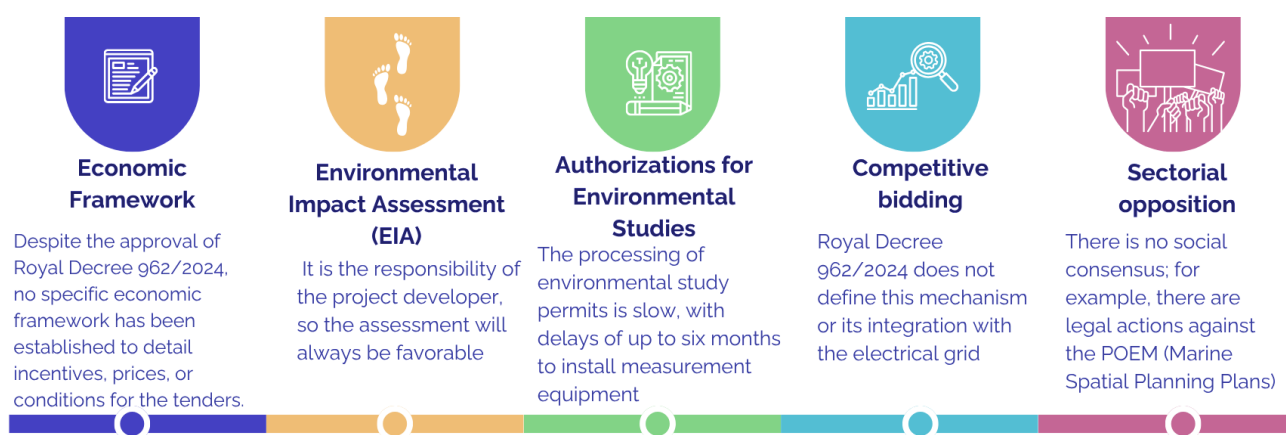 Economic
Framework
Despite the approval of
Royal Decree 962/2024,
no specific economic
framework has been
established to detail
incentives, prices, or
conditions for the tenders.
Environmental
Impact Assessment
(EIA)
It is the responsibility of
the project developer,
so the assessment will
always be favorable
Authorizations for
Environmental
Studies
The processing of
environmental study
permits is slow, with
delays of up to six months
to install measurement
equipment
Competitive
bidding
Royal Decree
962/2024 does not
define this mechanism
or its integration with
the electrical grid
Sectorial
opposition
There is no social
consensus; for
example, there are
legal actions against
the POEM (Marine
Spatial Planning Plans)